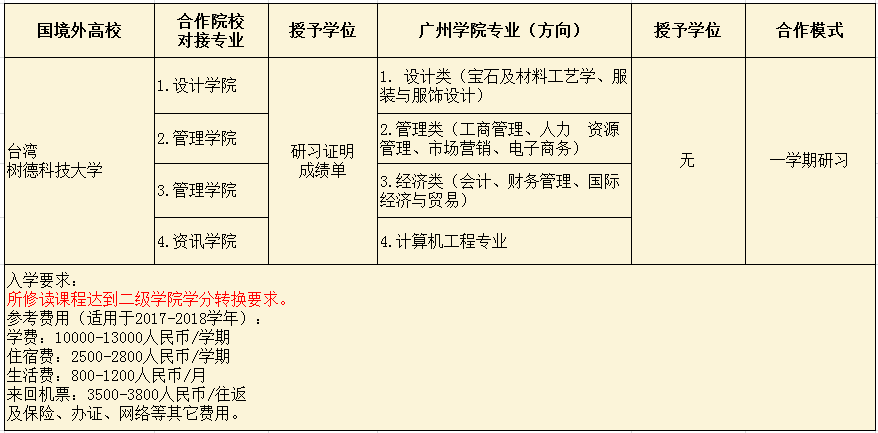 国境外高校
合作院校
对接专业
授予学位
广州学院专业（方向）
授予学位
合作模式
台湾
树德科技大学
1.设计学院
研习证明
成绩单
1. 设计类（宝石及材料工艺学、服
装与服饰设计）
无
一学期研习
2.管理学院
2.管理类（工商管理、人力　资源
管理、市场营销、电子商务）
3.管理学院
3.经济类（会计、财务管理、国际
经济与贸易）
4.资讯学院
4.计算机工程专业
入学要求：
所修读课程达到二级学院学分转换要求。
参考费用（适用于2017-2018学年）：
学费：10000-13000人民币/学期
住宿费：2500-2800人民币/学期
生活费：800-1200人民币/月
来回机票：3500-3800人民币/往返
及保险、办证、网络等其它费用。